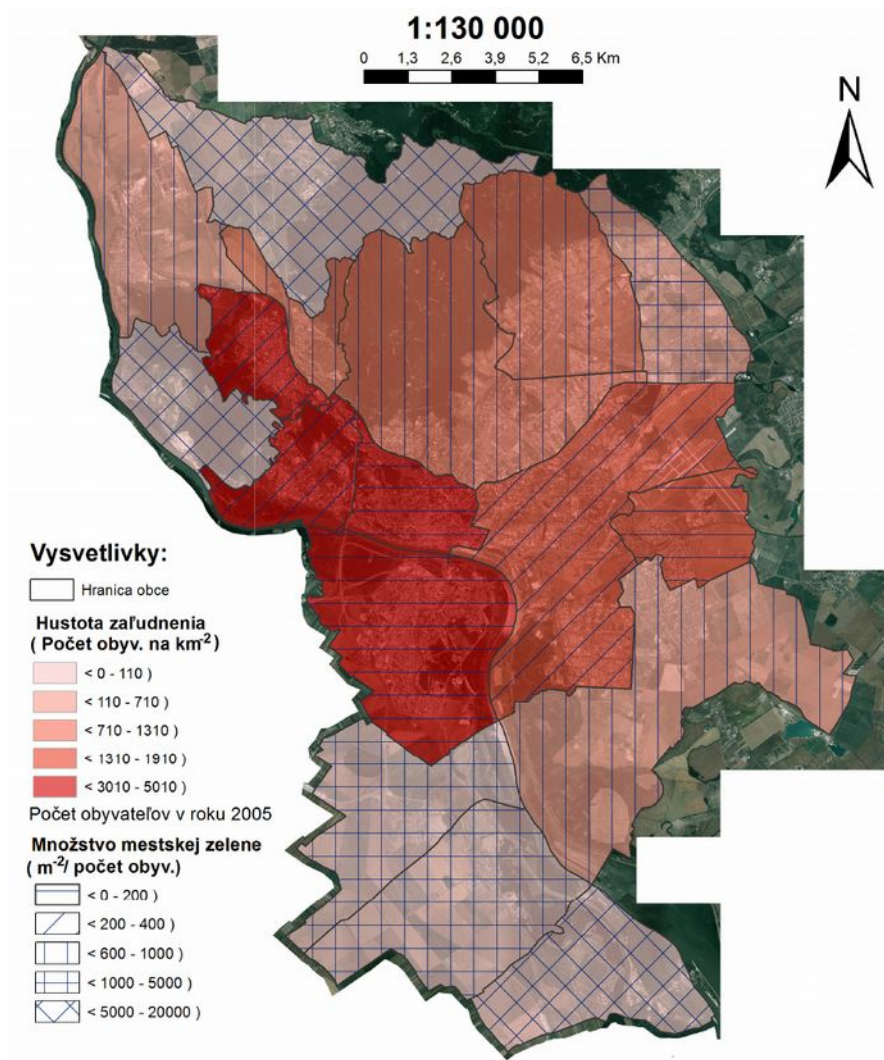 1:130 000
0 1,3 2,6 3,9 5,2 6,5 Km
N
Vysvetlivky:
Hranica obce
Hustota zaľudnenia
( Počet obyv. na km-2)
< 0 - 110 )
< 110 - 710 )
< 710 - 1310 )
< 1310 - 1910 )
< 3010 - 5010 )
Počet obyvateľov v roku 2005
Množstvo mestskej zelene
( m-2/ počet obyv.)
< 0 - 200 )
< 200 - 400 )
< 600 - 1000 )
< 1000 - 5000 )
< 5000 - 20000 )